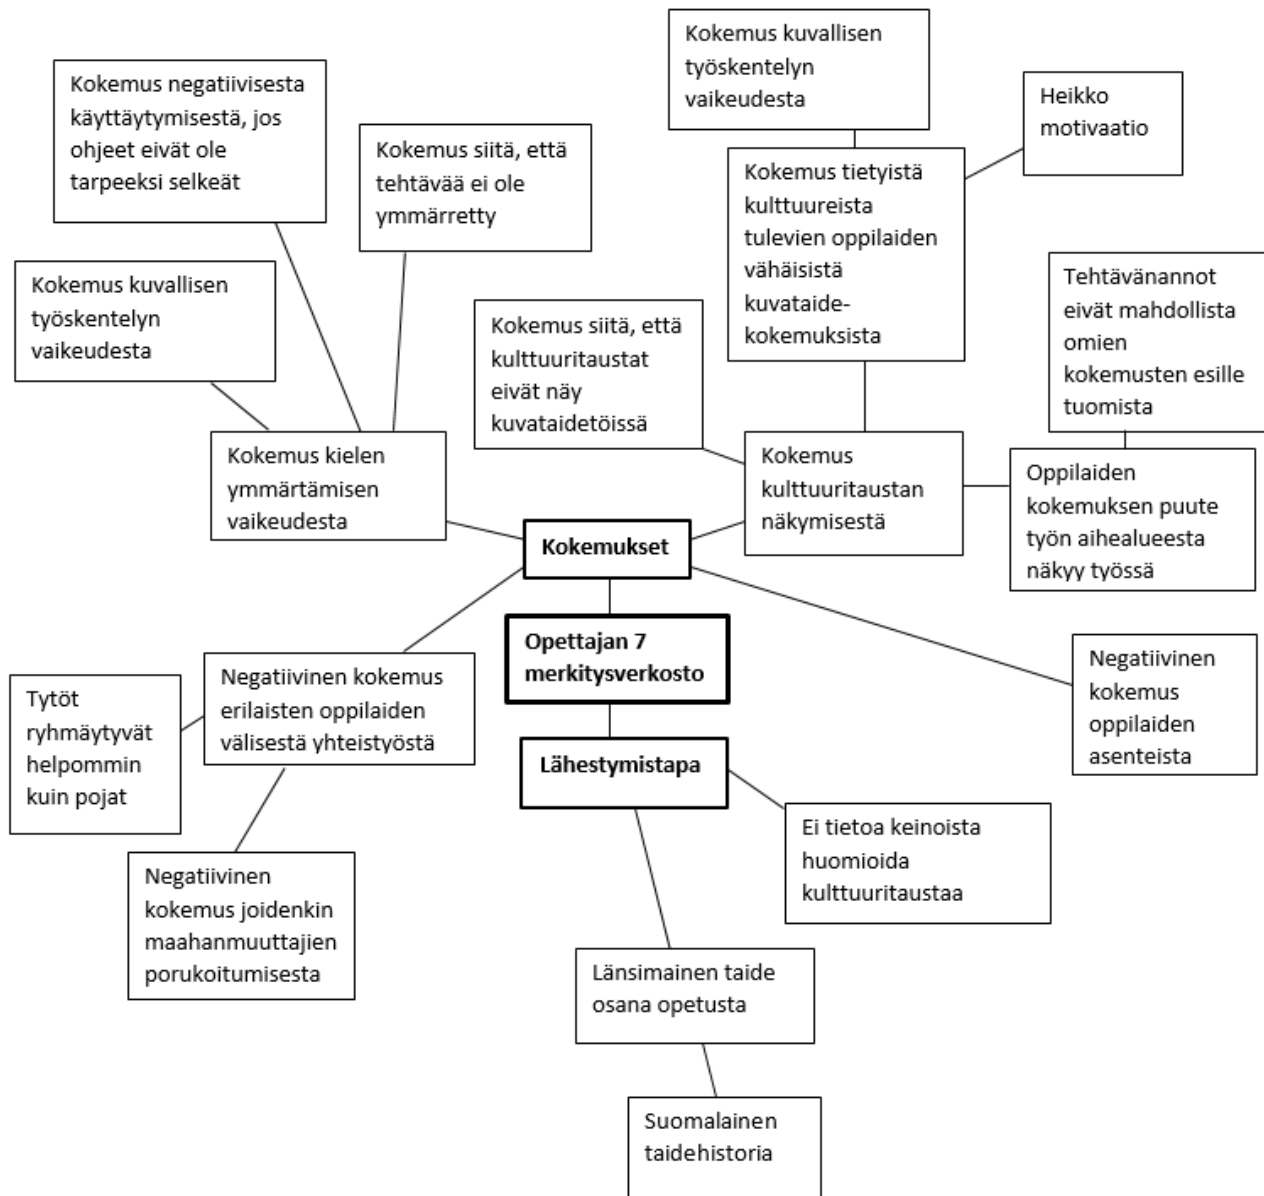 Kokemus kuvallisen
työskentelyn
vaikeudesta
Kokemus negatiivisesta
käyttäytymisestä, jos
ohjeet eivät ole
tarpeeksi selkeät
Heikko
motivaatio
Kokemus siitä, että
tehtävää ei ole
ymmärretty
Kokemus tietyistä
kulttuureista
tulevien oppilaiden
vähäisistä
kuvataide-
kokemuksista
Kokemus kuvallisen
työskentelyn
vaikeudesta
Tehtävänannot
eivät mahdollista
omien
kokemusten esille
tuomista
Kokemus siitä, että
kulttuuritaustat
eivät näy
kuvataidetöissä
Kokemus kielen
ymmärtämisen
vaikeudesta
Kokemus
kulttuuritaustan
näkymisestä
Oppilaiden
kokemuksen puute
työn aihealueesta
näkyy työssä
Kokemukset
Opettajan 7
merkitysverkosto
Negatiivinen
kokemus
oppilaiden
asenteista
Negatiivinen kokemus
erilaisten oppilaiden
välisestä yhteistyöstä
Tytöt
ryhmäytyvät
helpommin
kuin pojat
Lähestymistapa
Ei tietoa keinoista
huomioida
kulttuuritaustaa
Negatiivinen
kokemus joidenkin
maahanmuuttajien
porukoitumisesta
Länsimainen taide
osana opetusta
Suomalainen
taidehistoria